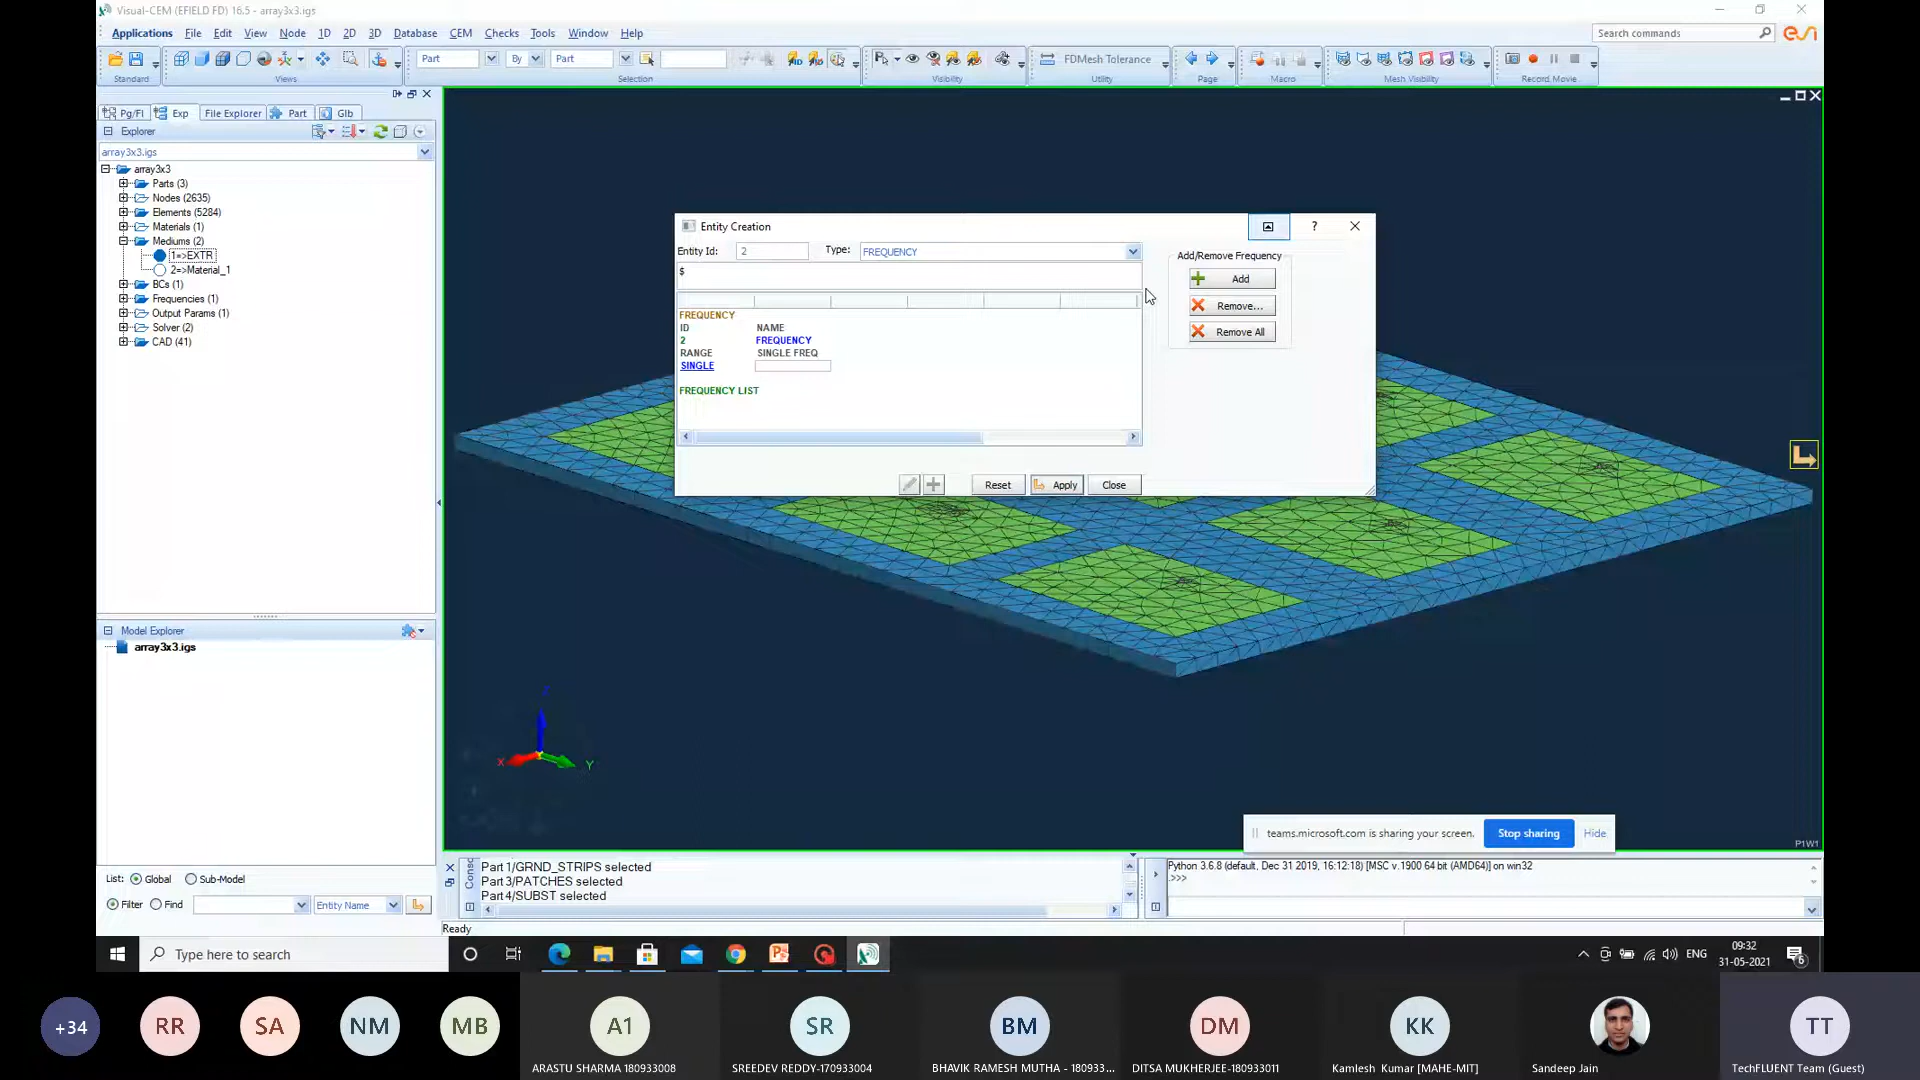 Visual-CEM (EFIELD FD) 16.5 - array3x3.igs
Applications File Edit View Node 1D 2D 3D Database CEM Checks Tools Window Help
Search commands
esi
Part By Part
FDMesh Tolerance
Standard Views Selection Visibility Utility Page Macro Mesh Visibility Record Movie
Pg/Fl Exp File Explorer Part Glb
Explorer
array3x3.igs
array3x3
Parts (3)
Nodes (2635)
Elements (5284)
Materials (1)
Mediums (2)
1=>EXTR
2=>Material_1
BCs (1)
Frequencies (1)
Output Params (1)
Solver (2)
CAD (41)
Entity Creation
?
Entity Id: 2 Type: FREQUENCY
$
FREQUENCY
ID NAME
2 FREQUENCY
RANGE SINGLE FREQ
SINGLE
FREQUENCY LIST
Add/Remove Frequency
Add
Remove...
Remove All
Reset Apply Close
Model Explorer
array3x3.igs
List: Global Sub-Model
Filter Find Entity Name
Z
X
Y
P1W1
teams.microsoft.com is sharing your screen. Stop sharing Hide
Consc
Part 1/GRND_STRIPS selected
Part 3/PATCHES selected
Part 4/SUBST selected
Python 3.6.8 (default, Dec 31 2019, 16:12:18) [MSC v.1900 64 bit (AMD64)] on win32
.>>>
Ready
Type here to search
ENG
09:32
31-05-2021
6
+34 RR SA NM MB A1 SR BM DM KK TT
ARASTU SHARMA 180933008
SREEDEV REDDY-170933004
BHAVIK RAMESH MUTHA - 180933...
DITSA MUKHERJEE-180933011
Kamlesh Kumar [MAHE-MIT]
Sandeep Jain
TechFLUENT Team (Guest)